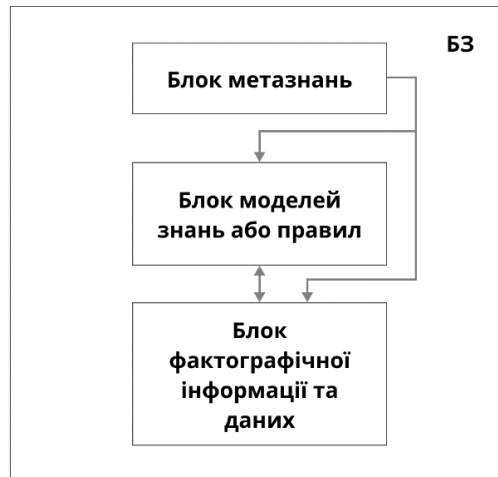 БЗ
Блок метазнань
Блок моделей
знань або правил
Блок
фактографічної
інформації та
даних